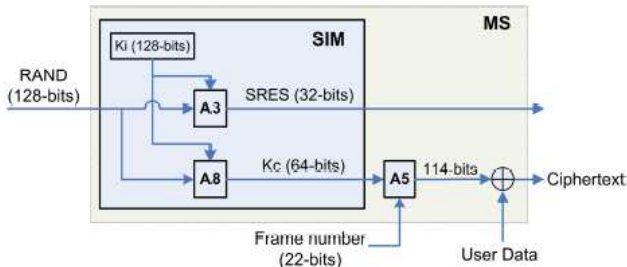 MS
SIM
Ki (128-bits)
RAND
(128-bits)
A3
SRES (32-bits)
A8
Kc (64-bits)
A5
114-bits
Ciphertext
Frame number
(22-bits)
User Data